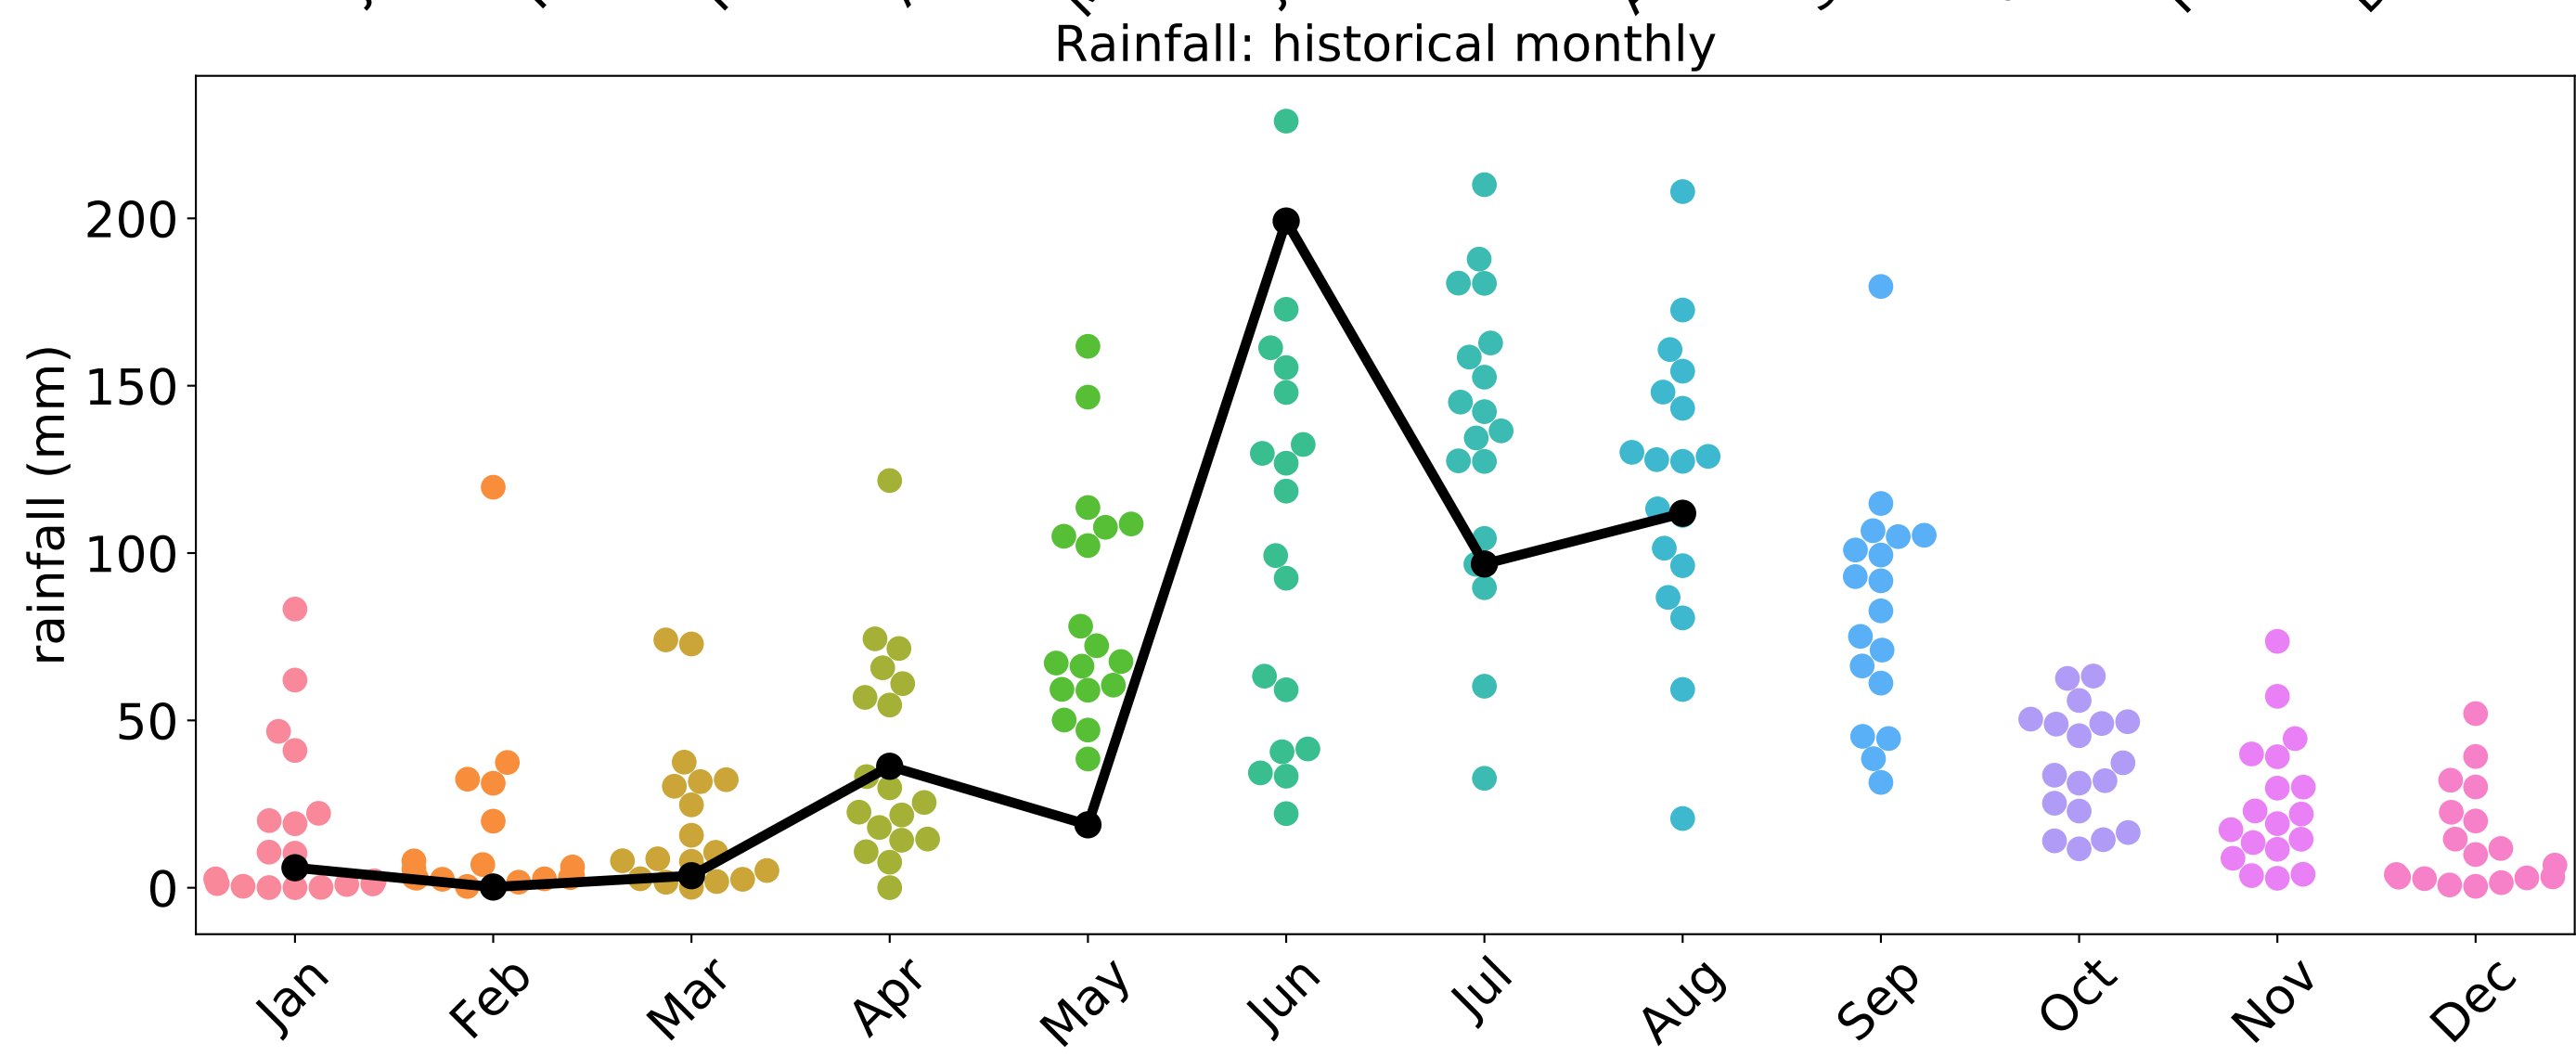 Rainfall: historical monthly
rainfall (mm)
200
150
100
50
0
Jan
Feb
Mar
Apr
May
Jun
Jul
Aug
Sep
Oct
Nov
Dec